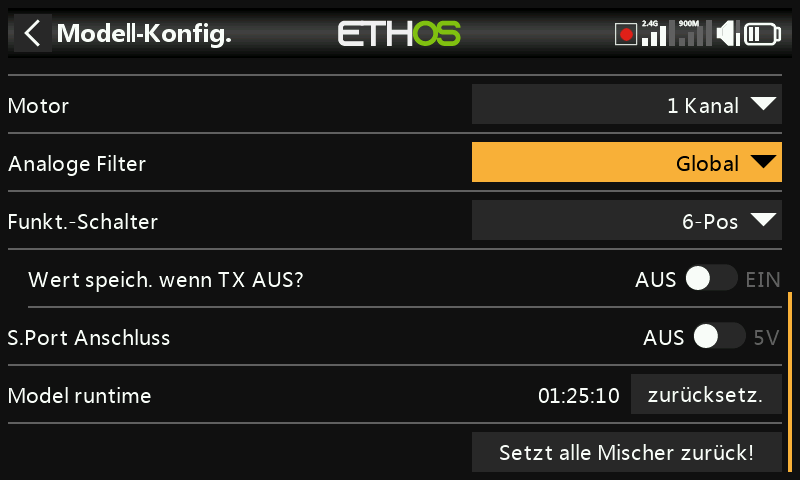 Modell-Konfig.
ETHOS
2.4G
900M
Motor
1 Kanal
Analoge Filter
Global
Funkt.-Schalter
6-Pos
Wert speich. wenn TX AUS?
AUS EIN
S.Port Anschluss
AUS 5V
Model runtime
01:25:10
zurücksetz.
Setzt alle Mischer zurück!